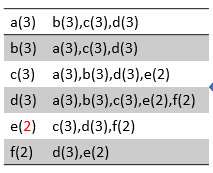 a(3) b(3),c(3),d(3)
b(3) a(3),c(3),d(3)
c(3) a(3),b(3),d(3),e(2)
d(3) a(3),b(3),c(3),e(2),f(2)
e(2) c(3),d(3),f(2)
f(2) d(3),e(2)